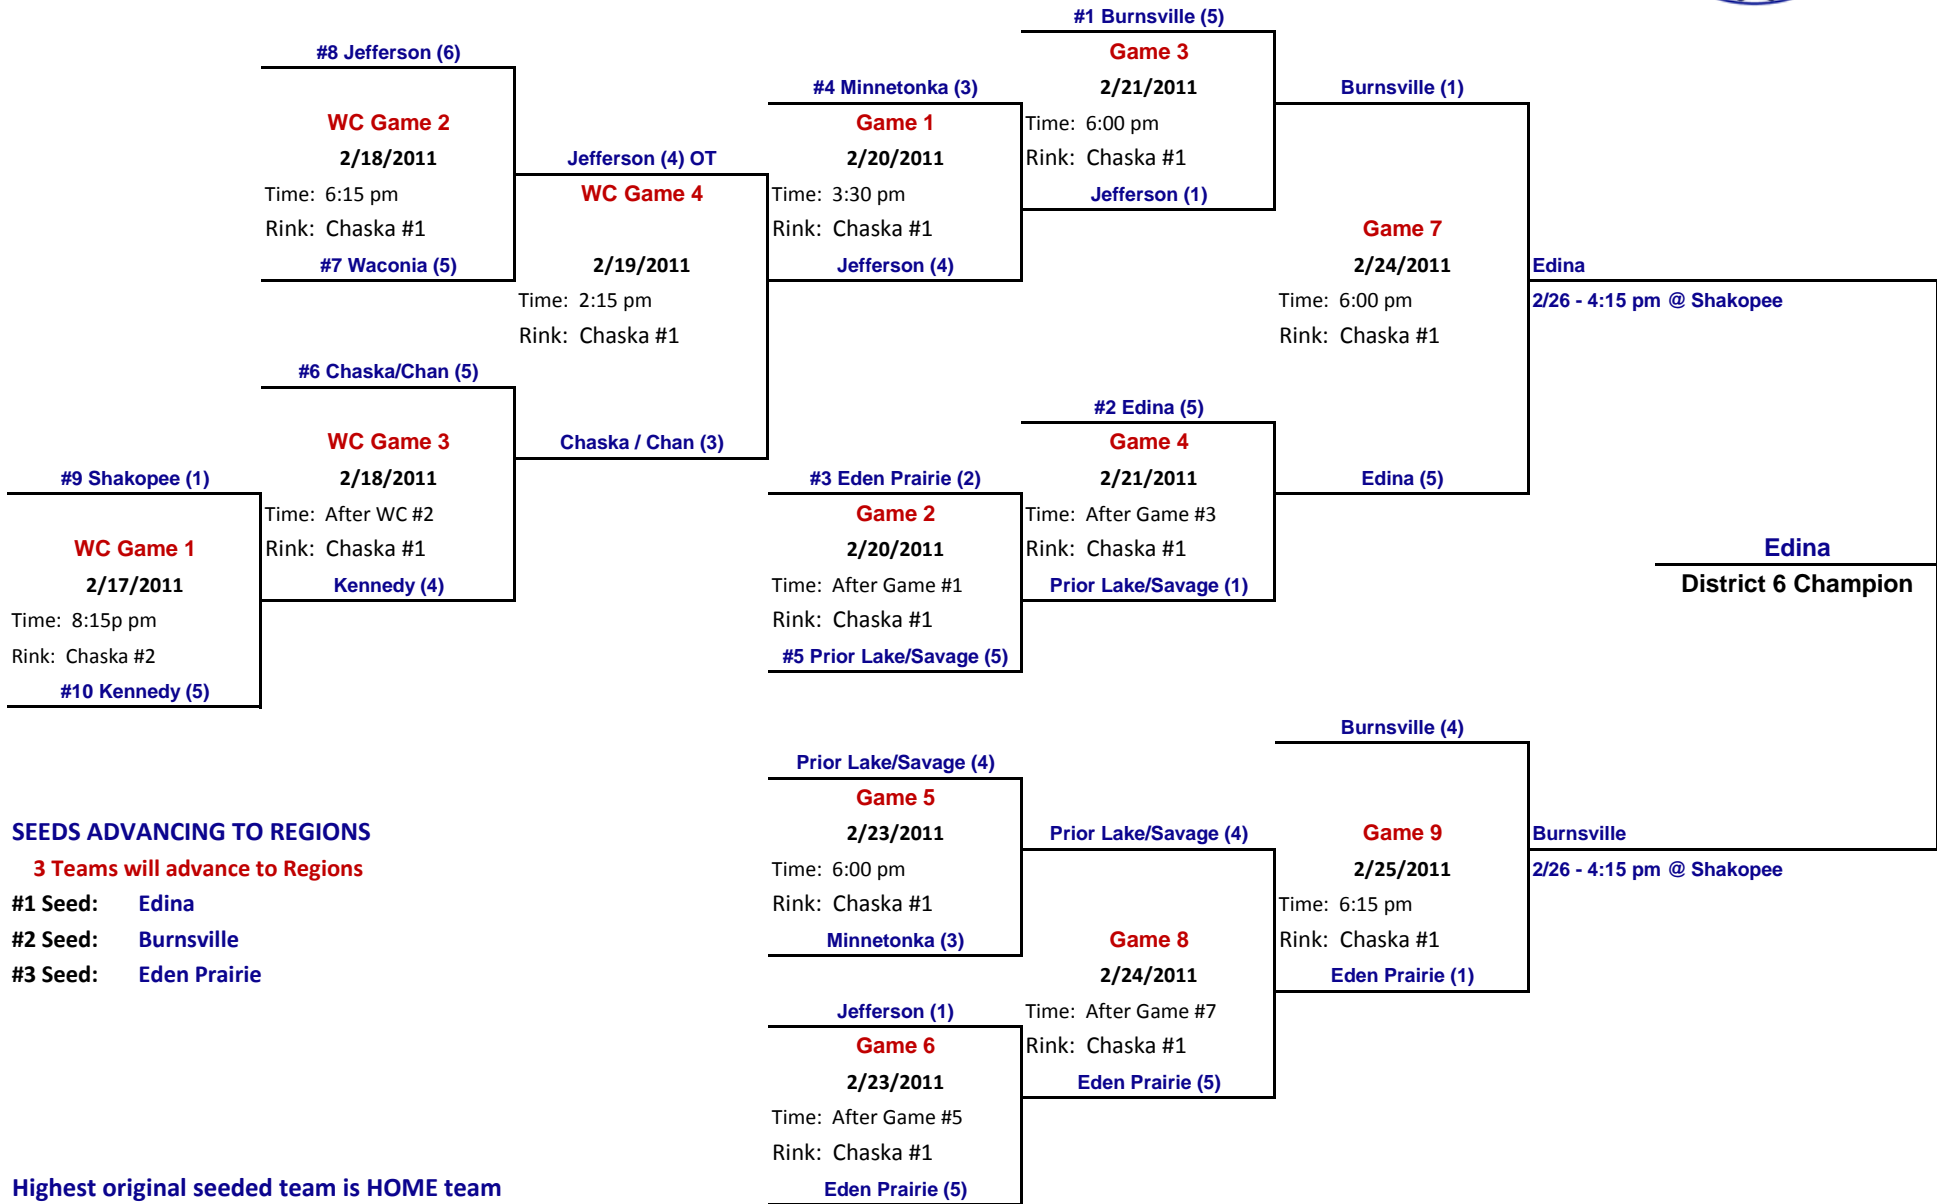 #1 Burnsville (5)
#8 Jefferson (6)
Game 3
#4 Minnetonka (3)
2/21/2011
Burnsville (1)
WC Game 2
Game 1
Time: 6:00 pm
2/18/2011
Jefferson (4) OT
2/20/2011
Rink: Chaska #1
Time: 6:15 pm
WC Game 4
Time: 3:30 pm
Jefferson (1)
Rink: Chaska #1
Rink: Chaska #1
Game 7
#7 Waconia (5)
2/19/2011
Jefferson (4)
2/24/2011
Edina
Time: 2:15 pm
Time: 6:00 pm
2/26 - 4:15 pm @ Shakopee
Rink: Chaska #1
Rink: Chaska #1
#6 Chaska/Chan (5)
#2 Edina (5)
WC Game 3
Chaska / Chan (3)
Game 4
#9 Shakopee (1)
2/18/2011
#3 Eden Prairie (2)
2/21/2011
Edina (5)
Time: After WC #2
Game 2
Time: After Game #3
WC Game 1
Rink: Chaska #1
2/20/2011
Rink: Chaska #1
Edina
2/17/2011
Kennedy (4)
Time: After Game #1
Prior Lake/Savage (1)
District 6 Champion
Time: 8:15p pm
Rink: Chaska #1
Rink: Chaska #2
#5 Prior Lake/Savage (5)
#10 Kennedy (5)
Burnsville (4)
Prior Lake/Savage (4)
Game 5
SEEDS ADVANCING TO REGIONS
2/23/2011
Prior Lake/Savage (4)
Game 9
Burnsville
3 Teams will advance to Regions
Time: 6:00 pm
2/25/2011
2/26 - 4:15 pm @ Shakopee
#1 Seed: Edina
Rink: Chaska #1
Time: 6:15 pm
#2 Seed: Burnsville
Minnetonka (3)
Game 8
Rink: Chaska #1
#3 Seed: Eden Prairie
2/24/2011
Eden Prairie (1)
Jefferson (1)
Time: After Game #7
Game 6
Rink: Chaska #1
2/23/2011
Eden Prairie (5)
Time: After Game #5
Rink: Chaska #1
Highest original seeded team is HOME team
Eden Prairie (5)